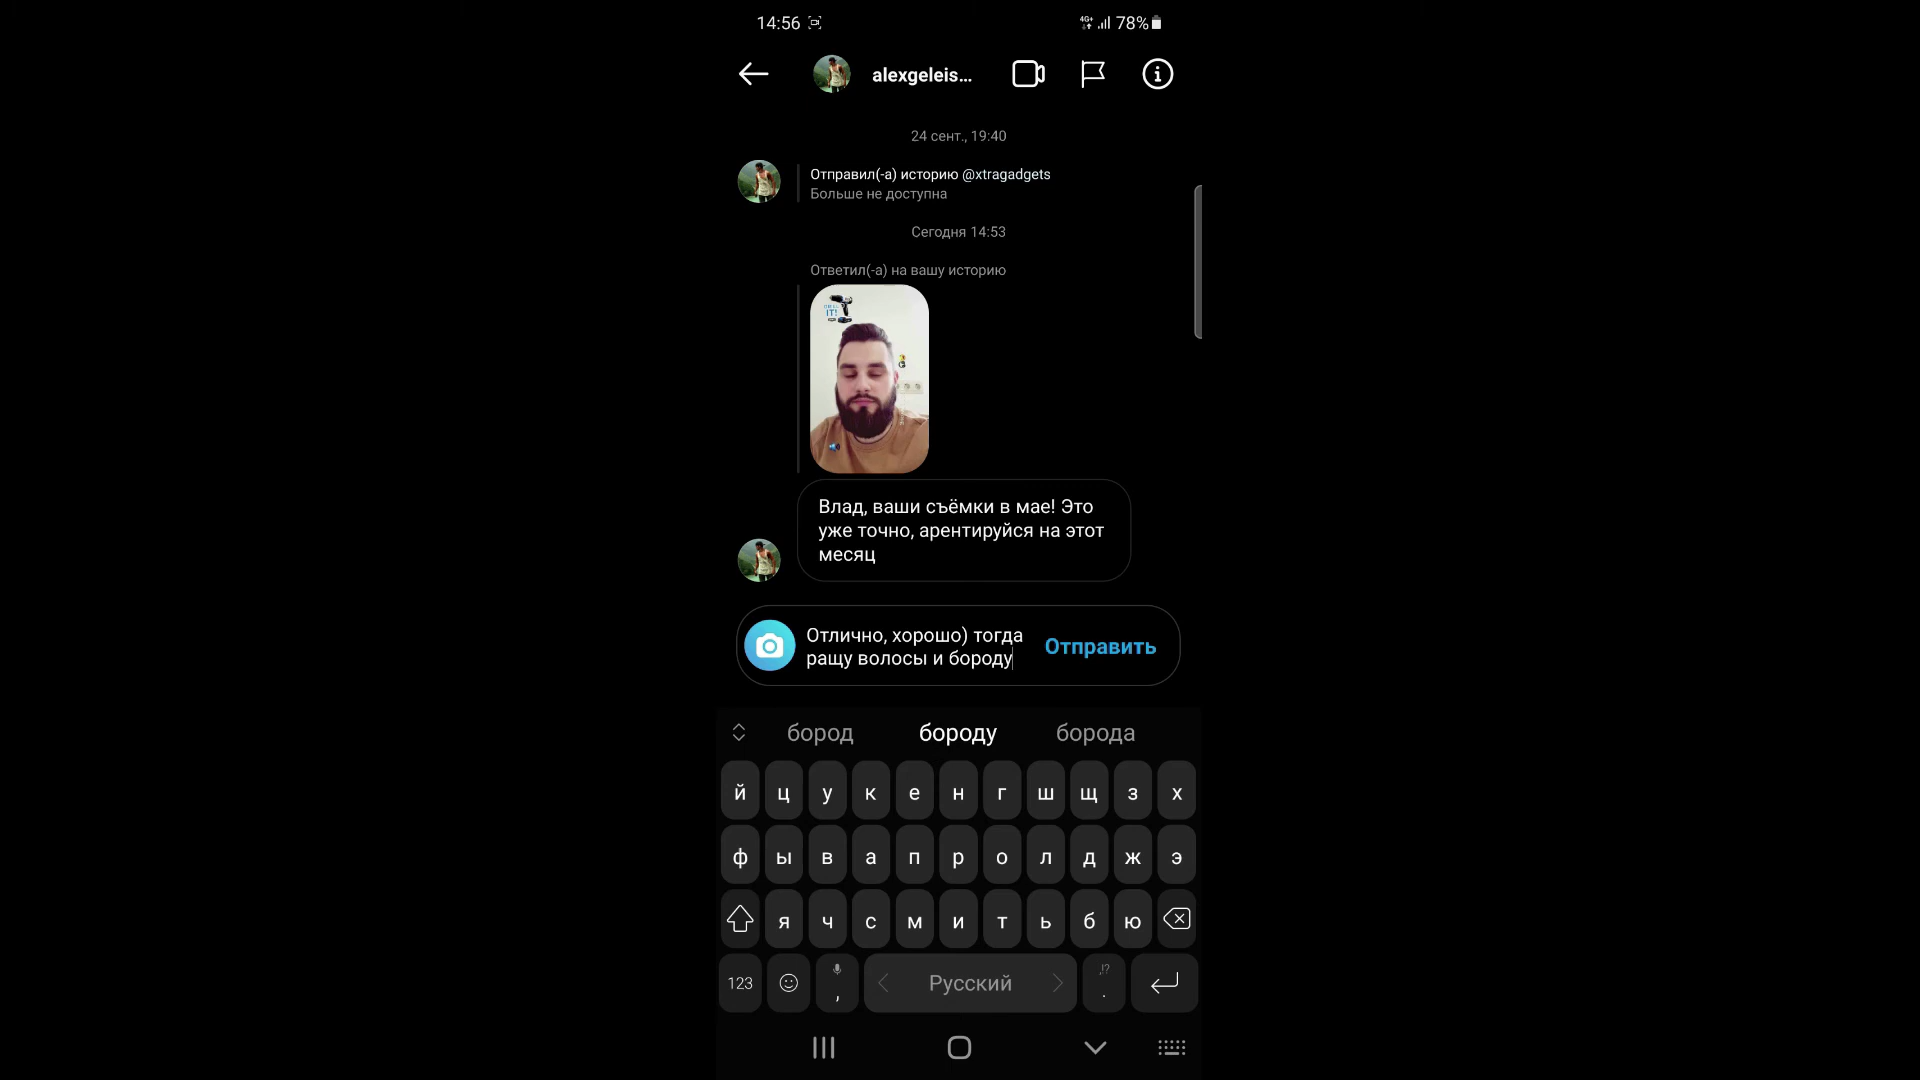 14:56
4G+ 78%
alexgeleis...
24 сент., 19:40
Отправил(-а) историю @xtragadgets
Больше не доступна
Сегодня 14:53
Ответил(-а) на вашу историю
IT!
Влад, ваши съёмки в мае! Это
уже точно, арентируйся на этот
месяц
Отлично, хорошо) тогда
ращу волосы и бороду
Отправить
бород бороду борода
й ц у к е н г ш щ з х
ф ы в а п р о л д ж э
я ч с м и т ь б ю
123 , Русский ,!? .